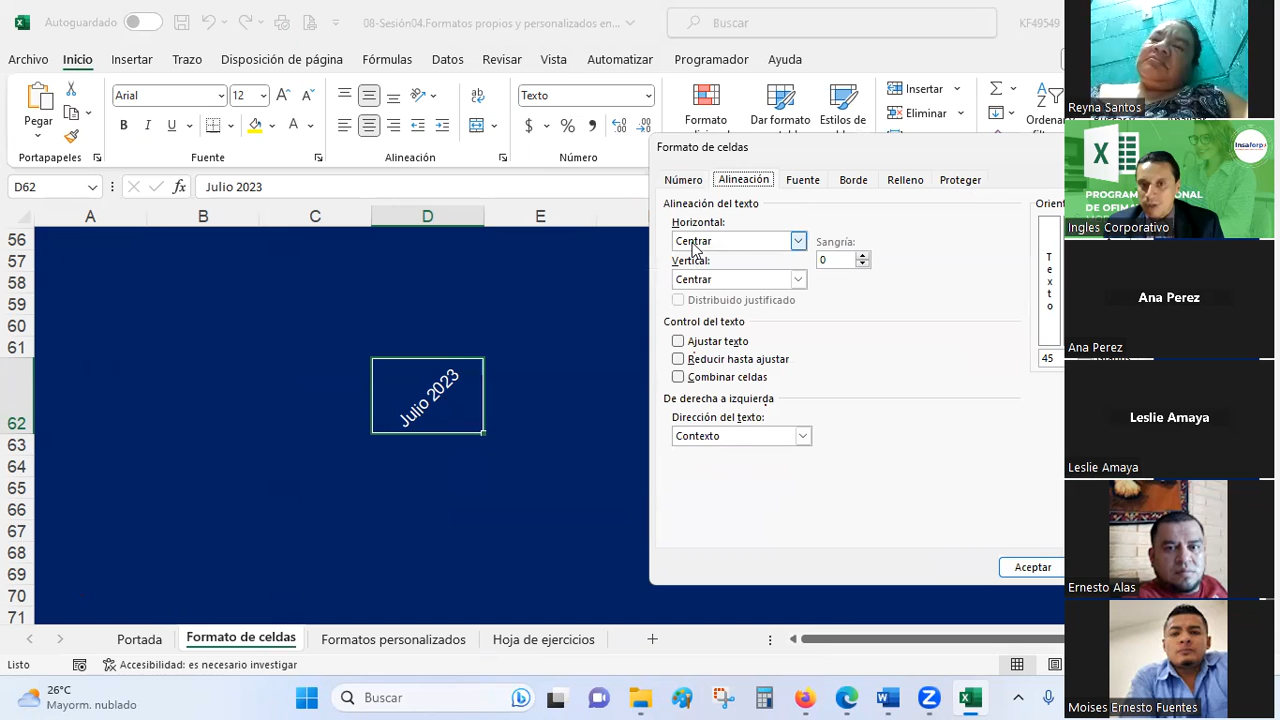 Autoguardado
08-Sesión04.Formatos propios y personalizados en...
Buscar
KF49549
Archivo Inicio Insertar Trazo Disposición de página Fórmulas Datos Revisar Vista Automatizar Programador Ayuda
Pegar
Portapapeles
Arial 12
Fuente
Alineación
Texto
Número
Formato
Dar formato
Estilos de
Insertar
Eliminar
Ordena
D62
Julio 2023
A B C D E
56
57
58
59
60
61
62
63
64
65
66
67
68
69
70
71
Julio 2023
Formato de celdas
Número Alineación Fuente Borde Relleno Proteger
Alineación del texto
Horizontal:
Centrar
Sangría:
0
Vertical:
Centrar
Distribuido justificado
Control del texto
Ajustar texto
Reducir hasta ajustar
Combinar celdas
De derecha a izquierda
Dirección del texto:
Contexto
Orien
Texto
45
Aceptar
Portada Formato de celdas Formatos personalizados Hoja de ejercicios
Listo
Accesibilidad: es necesario investigar
26°C
Mayorm. nublado
Buscar
Reyna Santos
Insaforp
Ingles Corporativo
Ana Perez
Ana Perez
Leslie Amaya
Leslie Amaya
Ernesto Alas
Moises Ernesto Fuentes